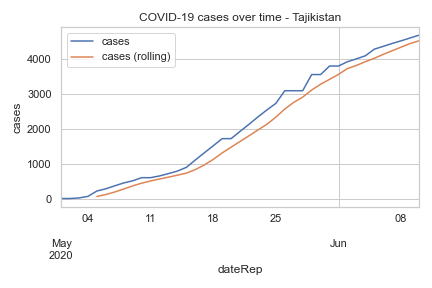 COVID-19 cases over time - Tajikistan
cases
cases (rolling)
4000
3000
2000
1000
0
cases
04
11
18
25
08
May
2020
Jun
dateRep